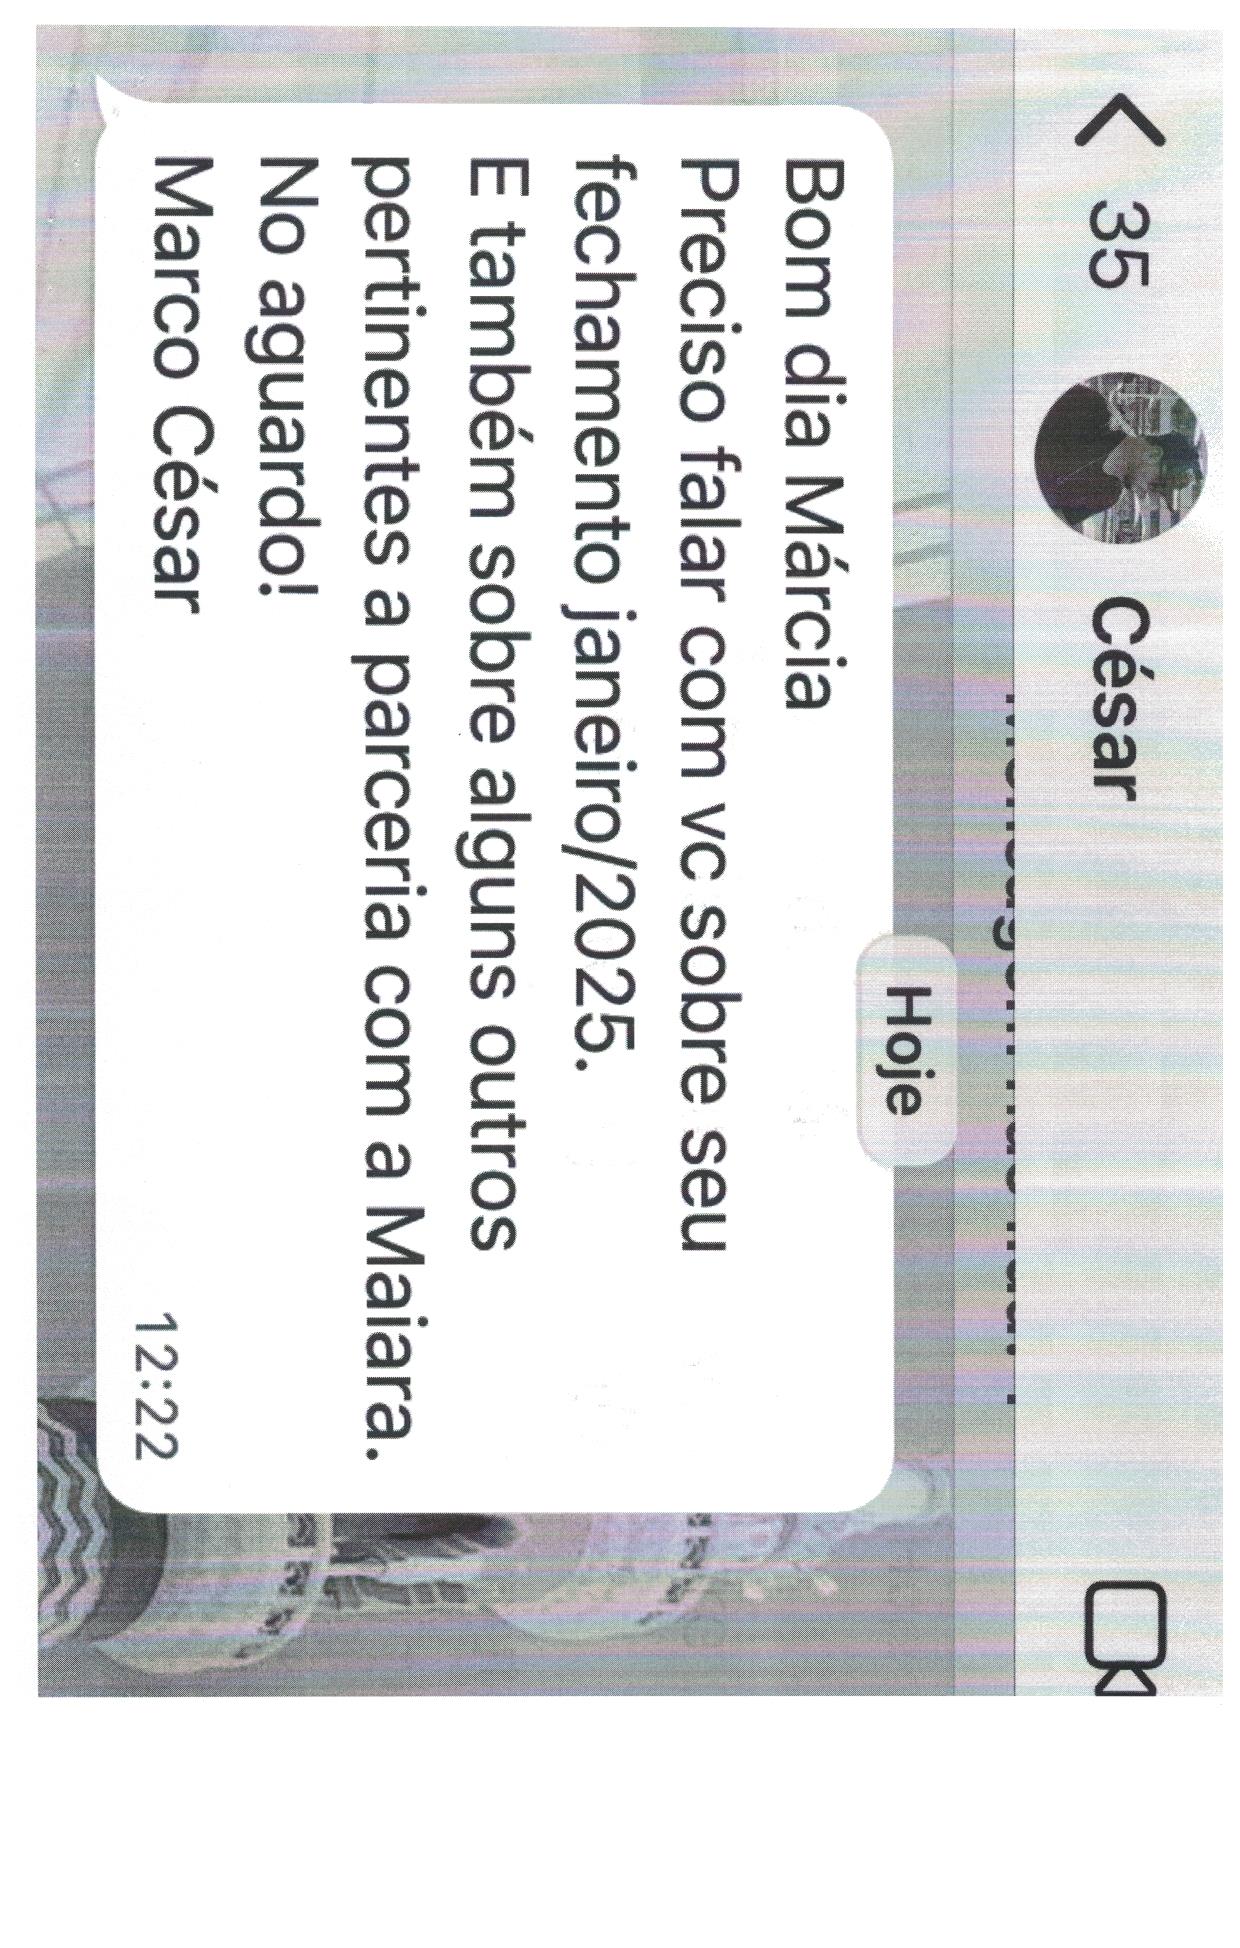 35
César
Hoje
Bom dia Márcia
Preciso falar com vc sobre seu
fechamento janeiro/2025.
E também sobre alguns outros
pertinentes a parceria com a Maiara.
No aguardo!
Marco César
12:22